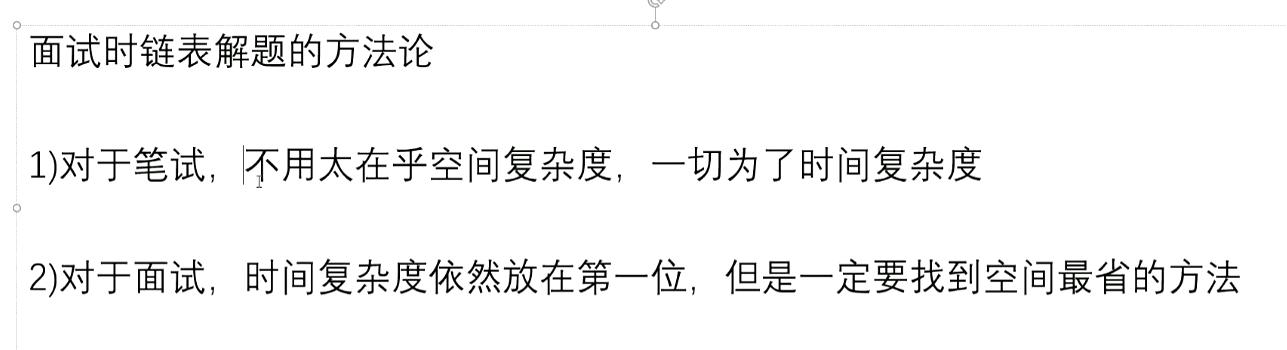 面试时链表解题的方法论
1)对于笔试，不用太在乎空间复杂度，一切为了时间复杂度
2)对于面试，时间复杂度依然放在第一位，但是一定要找到空间最省的方法